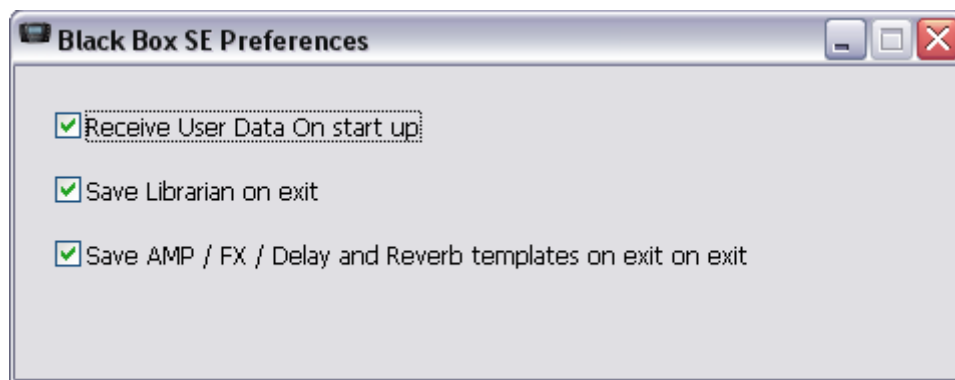 Black Box SE Preferences
Receive User Data On start up
Save Librarian on exit
Save AMP / FX / Delay and Reverb templates on exit on exit